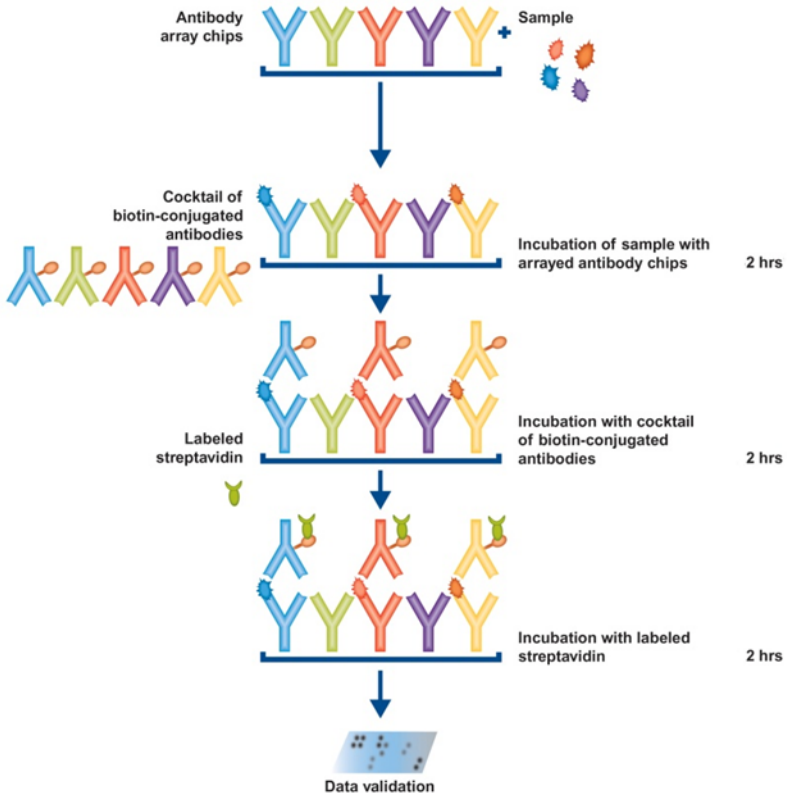 Antibody
array chips
+
Sample
Cocktail of
biotin-conjugated
antibodies
Incubation of sample with
arrayed antibody chips
2 hrs
Incubation with cocktail
of biotin-conjugated
antibodies
2 hrs
Labeled
streptavidin
Incubation with labeled
streptavidin
2 hrs
Data validation